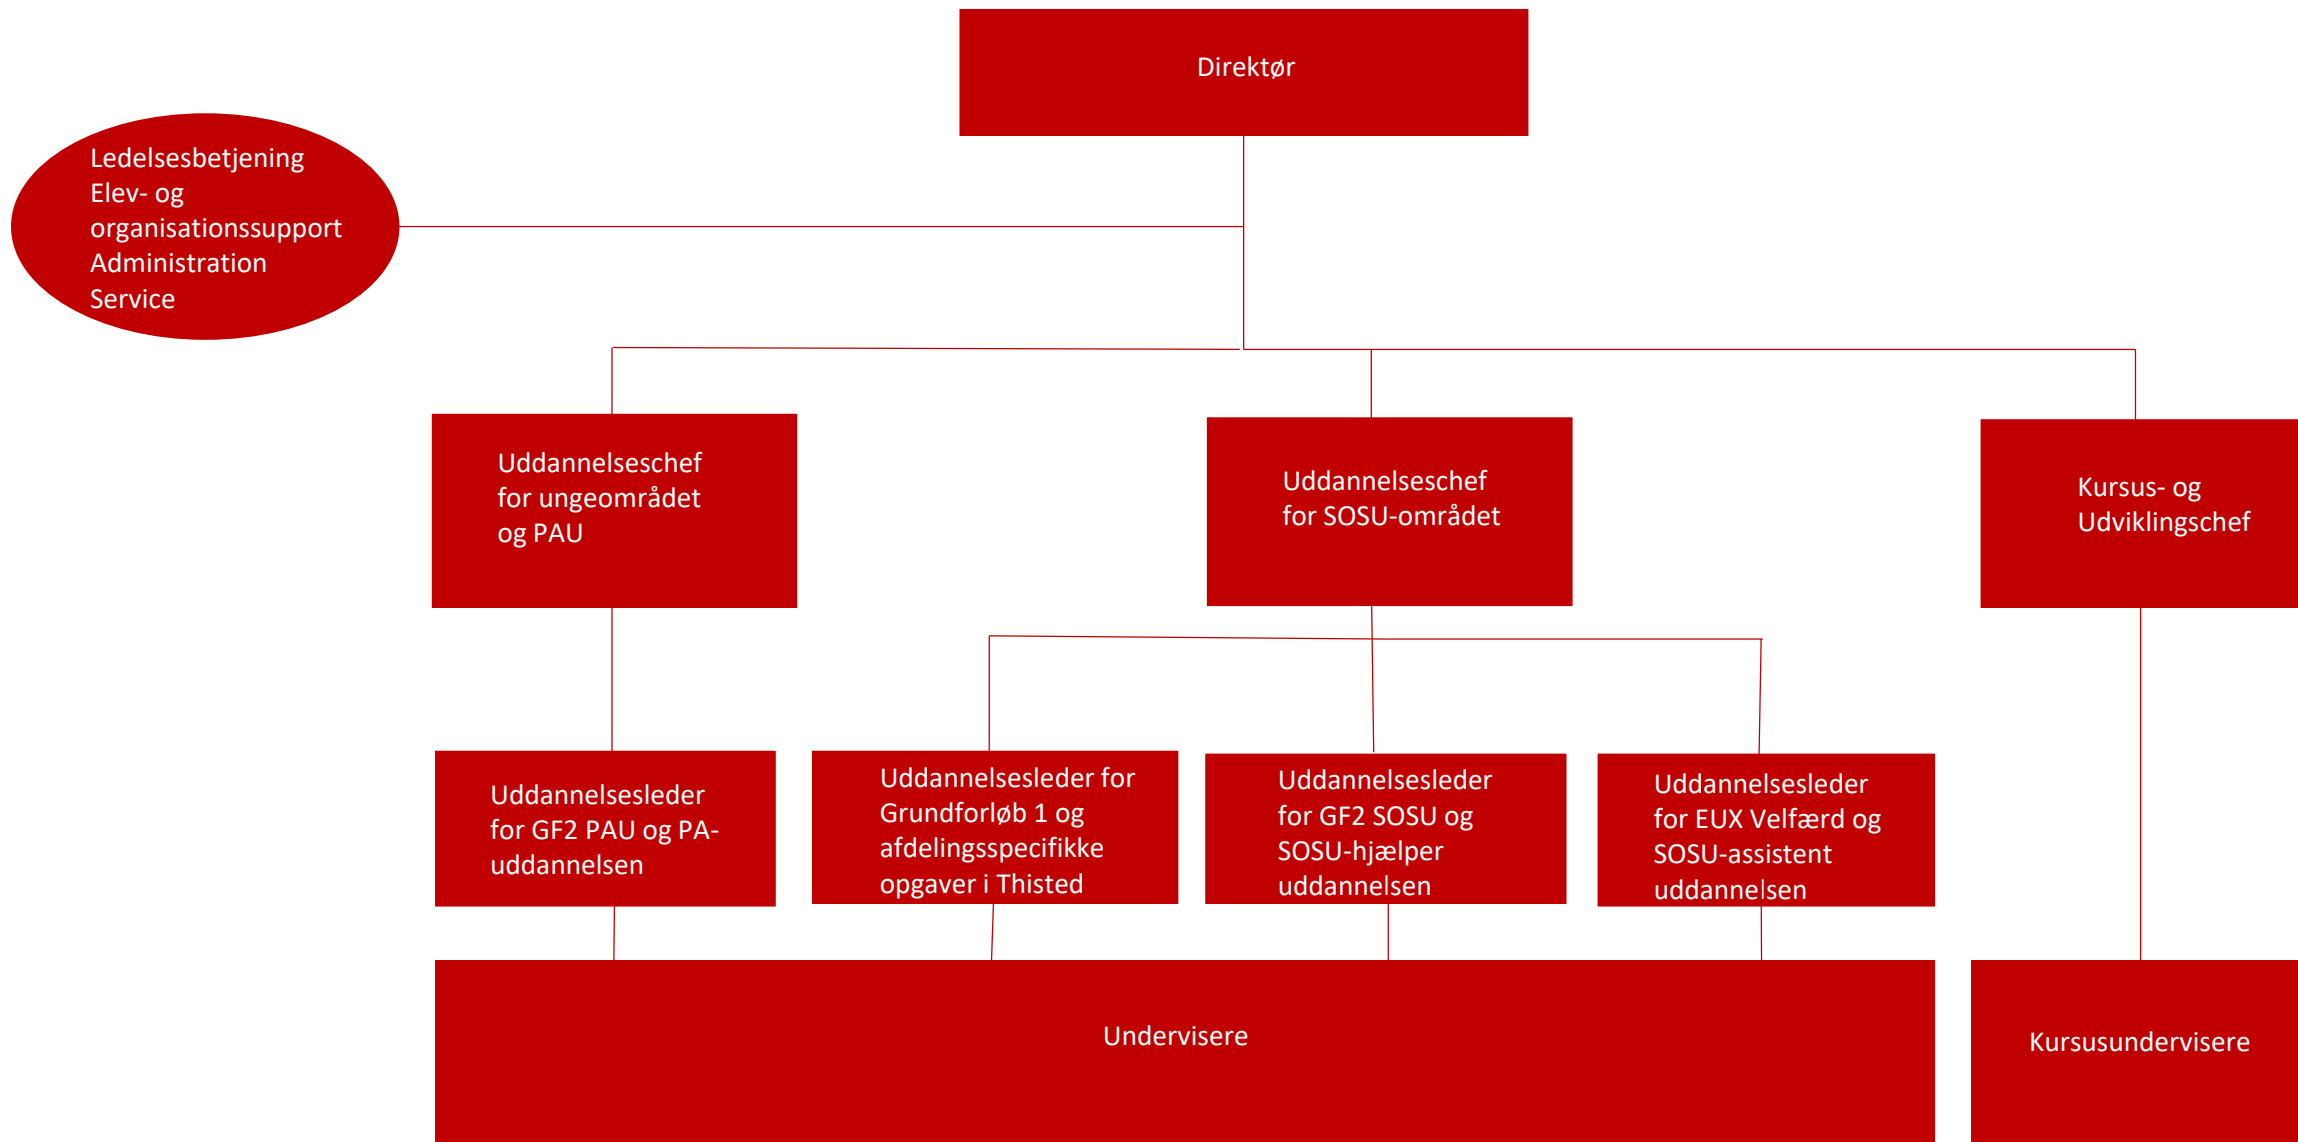 Direktør
Ledelsesbetjening
Elev- og
organisationssupport
Administration
Service
Uddannelseschef
for ungeområdet
og PAU
Uddannelseschef
for SOSU-området
Kursus- og
Udviklingschef
Uddannelsesleder
for GF2 PAU og PA-
uddannelsen
Uddannelsesleder for
Grundforløb 1 og
afdelingsspecifikke
opgaver i Thisted
Uddannelsesleder
for GF2 SOSU og
SOSU-hjælper
uddannelsen
Uddannelsesleder
for EUX Velfærd og
SOSU-assistent
uddannelsen
Undervisere
Kursusundervisere